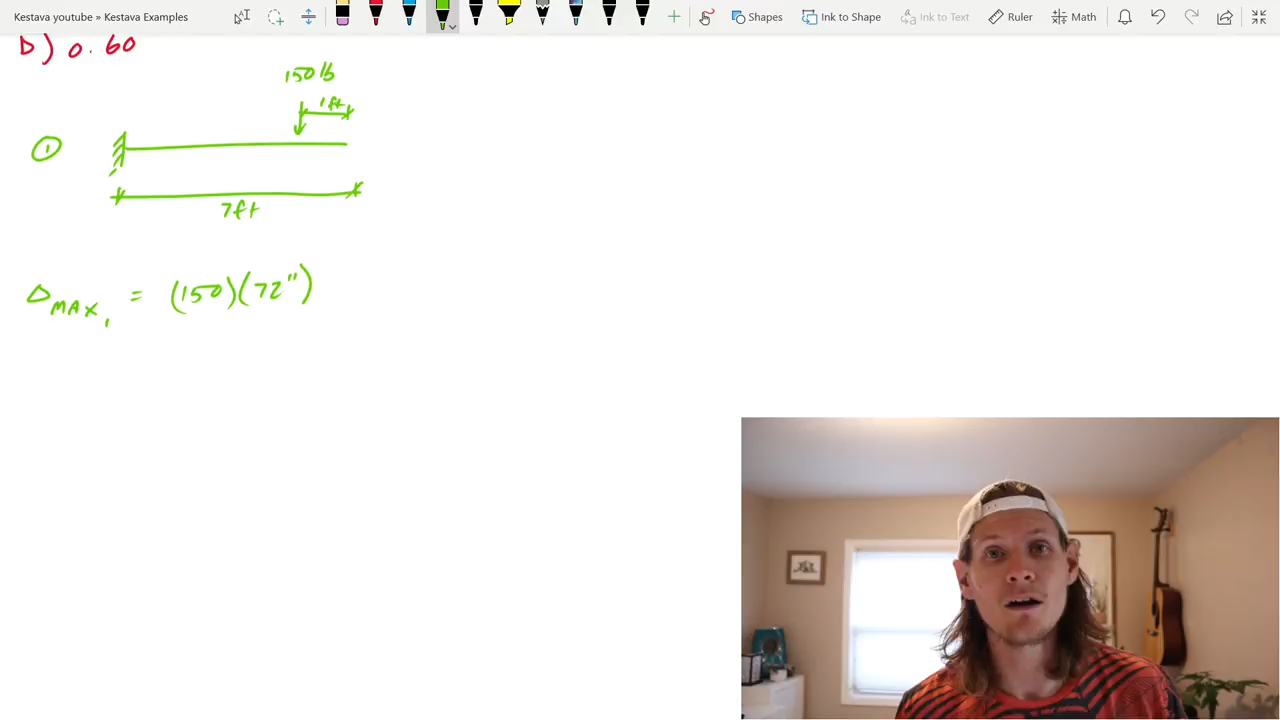 Kestava youtube » Kestava Examples
Shapes
Ink to Shape
Ink to Text
Ruler
Math
D) 0.60
150 lb
1ft
①
7ft
Δ MAX, = (150)(72")